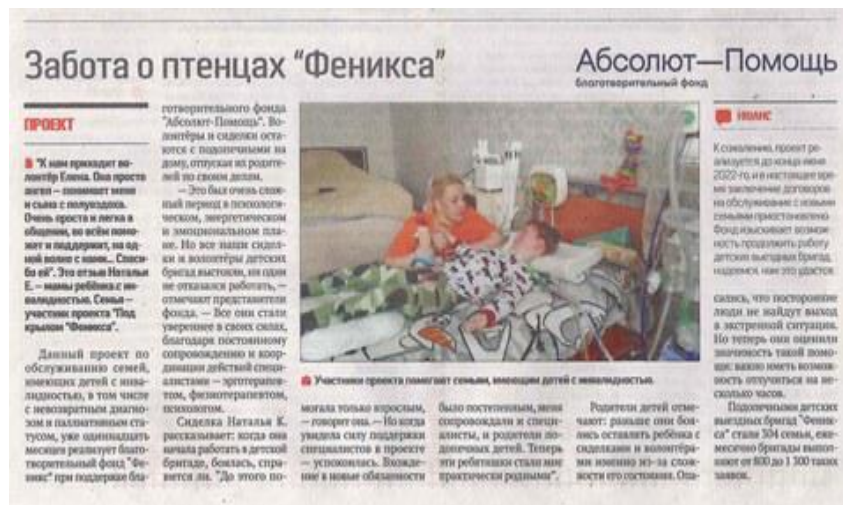 Забота о птенцах "Феникса"
Абсолют—Помощь
благотворительный фонд
ПРОЕКТ
"К нам приходит во-
лонтёр Елена. Она просто
ангел – понимает меня
и сына с полувздоха.
Очень проста и легка в
общении, во всём помо-
жет и поддержит, на од-
ной волне с нами... Спаси-
бо ей". Это отзыв Натальи
Е. – мамы ребёнка с ин-
валидностью. Семья –
участник проекта "Под
крылом "Феникса".
Данный проект по
обслуживанию семей,
имеющих детей с инва-
лидностью, в том числе
с невозвратным диагно-
зом и паллиативным ста-
тусом, уже одиннадцать
месяцев реализует благо-
творительный фонд "Фе-
никс" при поддержке бла-
готворительного фонда
"Абсолют-Помощь". Во-
лонтёры и сиделки оста-
ются с подопечными на
дому, отпуская их родите-
лей по своим делам.
– Это был очень слож-
ный период в психологи-
ческом, энергетическом
и эмоциональном пла-
не. Но все наши сидел-
ки и волонтёры детских
бригад выстояли, ни один
не отказался работать, –
отмечают представители
фонда. – Все они стали
увереннее в своих силах,
благодаря постоянному
сопровождению и коор-
динации действий специ-
алистами – эрготерапев-
том, физиотерапевтом,
психологом.
Сиделка Наталья К.
рассказывает: когда она
начала работать в детской
бригаде, боялась, спра-
вится ли. "До этого по-
Участники проекта помогают семьям, имеющим детей с инвалидностью.
могала только взрослым,
– говорит она. – Но когда
увидела силу поддержки
специалистов в проекте
– успокоилась. Вхожде-
ние в новые обязанности
было постепенным, меня
сопровождали и специ-
алисты, и родители по-
допечных детей. Теперь
эти ребятишки стали мне
практически родными".
Родители детей отме-
чают: раньше они боя-
лись оставлять ребёнка с
сиделками и волонтёра-
ми именно из-за слож-
ности его состояния. Опа-
сались, что посторонние
люди не найдут выход
в экстренной ситуации.
Но теперь они оценили
значимость такой помо-
щи: важно иметь возмож-
ность отлучиться на не-
сколько часов.
Подопечными детских
выездных бригад "Феник-
са" стали 304 семьи, еже-
месячно бригады выпол-
няют от 800 до 1 300 таких
заявок.
НЮАНС
К сожалению, проект ре-
ализуется до конца июня
2022-го, и в настоящее вре-
мя заключение договоров
на обслуживание с новыми
семьями приостановлено.
Фонд изыскивает возмож-
ность продолжить работу
детских выездных бригад,
надеемся, нам это удастся.